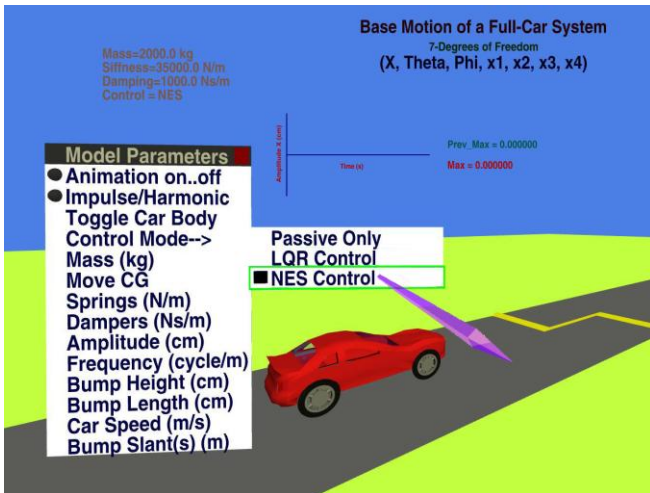 Base Motion of a Full-Car System
7-Degrees of Freedom
(X, Theta, Phi, x1, x2, x3, x4)
Mass=2000.0 kg
Siffness=35000.0 N/m
Damping=1000.0 Ns/m
Control = NES
Amplitude X (cm)
Time (s)
Prev_Max = 0.000000
Max = 0.000000
Model Parameters
Animation on..off
Impulse/Harmonic
Toggle Car Body
Control Mode-->
Mass (kg)
Move CG
Springs (N/m)
Dampers (Ns/m)
Amplitude (cm)
Frequency (cycle/m)
Bump Height (cm)
Bump Length (cm)
Car Speed (m/s)
Bump Slant(s) (m)
Passive Only
LQR Control
NES Control